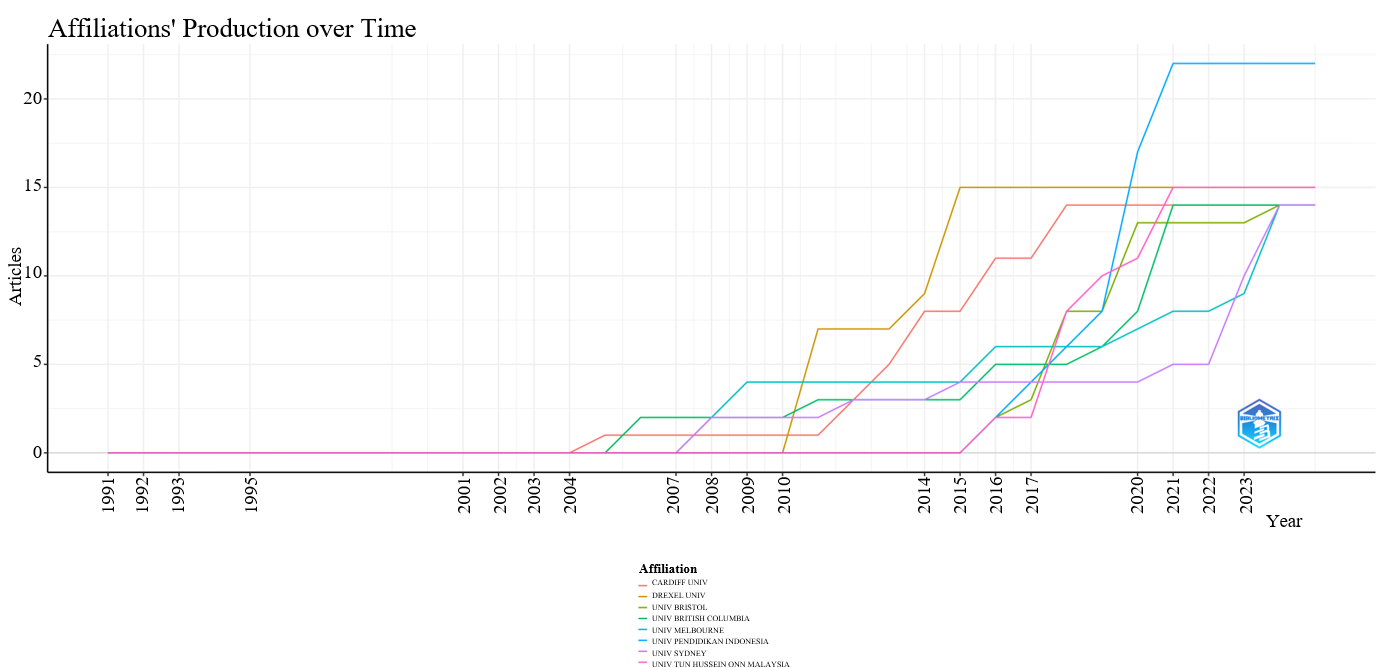 Affiliations' Production over Time
Articles
20
15
10
5
0
1991 1992 1993 1995 2001 2002 2003 2004 2007 2008 2009 2010 2014 2015 2016 2017 2020 2021 2022 2023
Year
BIBLIOMETRIX
Affiliation
CARDIFF UNIV
DREXEL UNIV
UNIV BRISTOL
UNIV BRITISH COLUMBIA
UNIV MELBOURNE
UNIV PENDIDIKAN INDONESIA
UNIV SYDNEY
UNIV TUN HUSSEIN ONN MALAYSIA